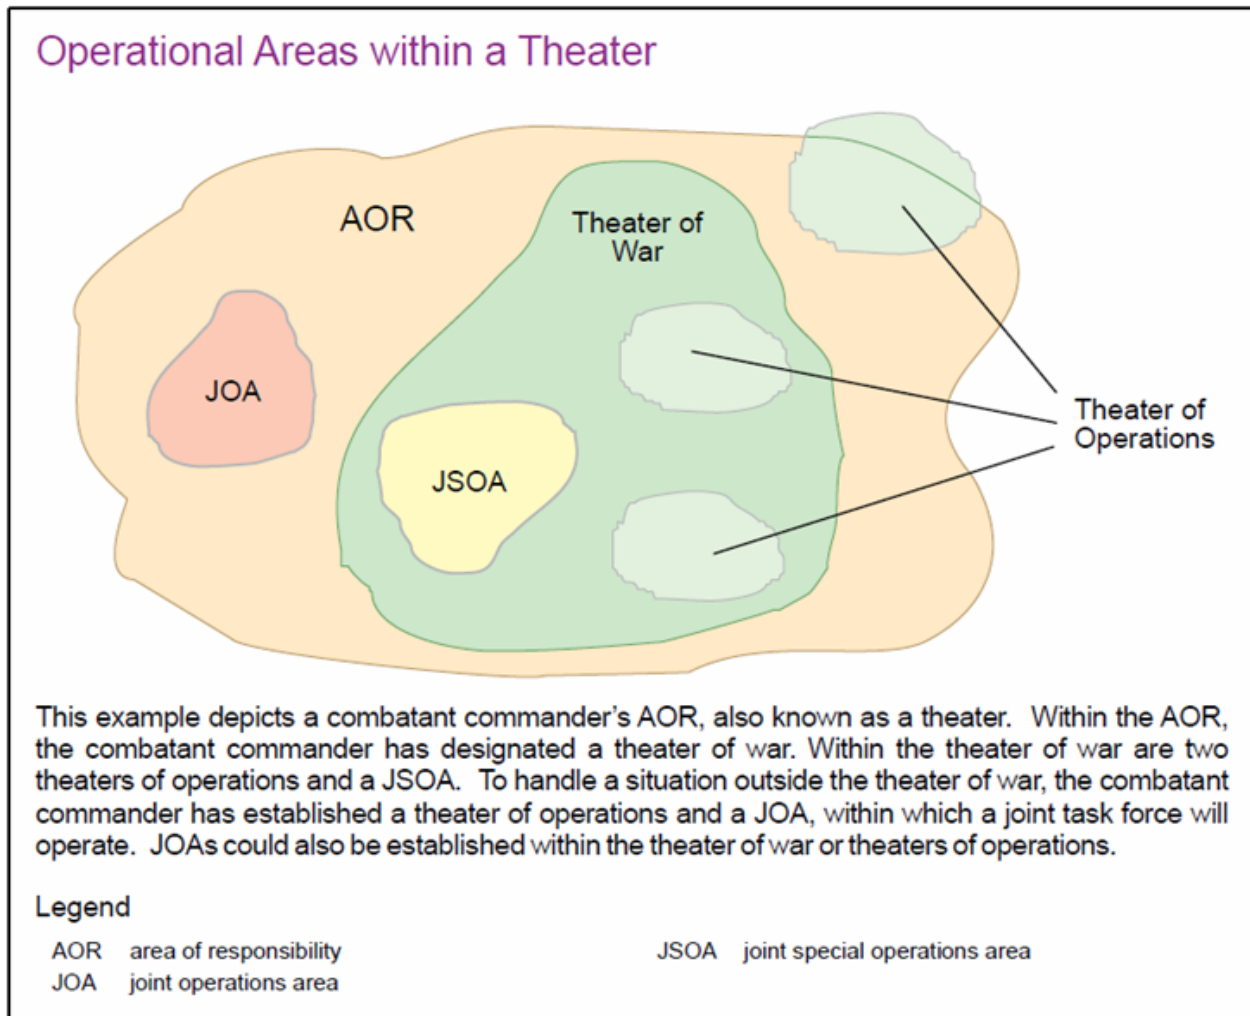 Operational Areas within a Theater
AOR
Theater of
War
JOA
JSOA
Theater of
Operations
This example depicts a combatant commander's AOR, also known as a theater. Within the AOR,
the combatant commander has designated a theater of war. Within the theater of war are two
theaters of operations and a JSOA. To handle a situation outside the theater of war, the combatant
commander has established a theater of operations and a JOA, within which a joint task force will
operate. JOAs could also be established within the theater of war or theaters of operations.
Legend
AOR area of responsibility
JOA joint operations area
JSOA joint special operations area